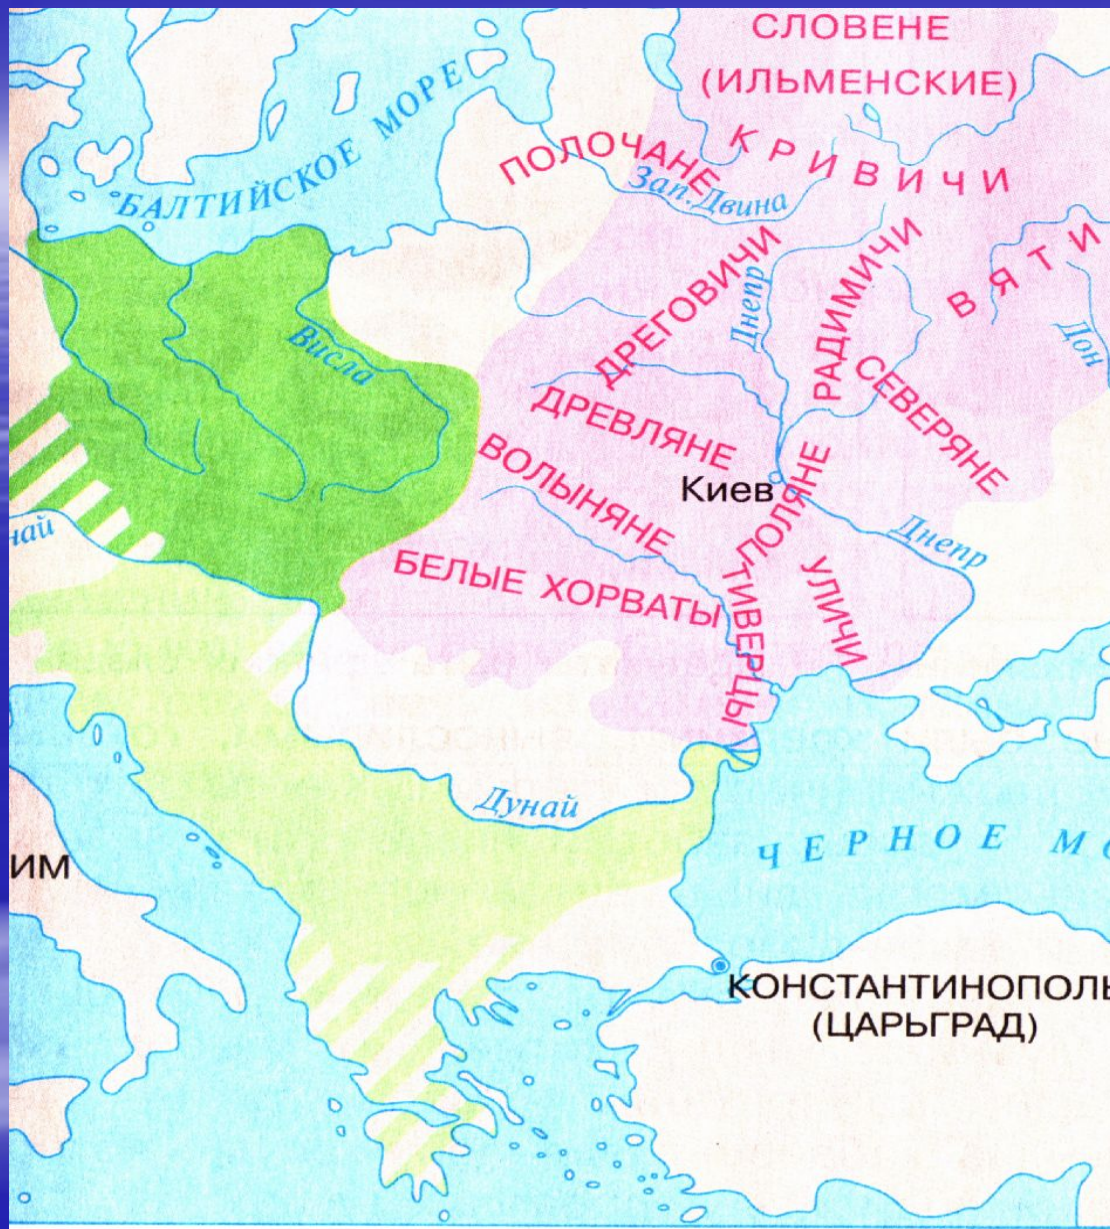 СЛОВЕНЕ
(ИЛЬМЕНСКИЕ)
БАЛТИЙСКОЕ МОРЕ
КРИВИЧИ
ПОЛОЧАНЕ
Зап. Двина
ВЯТИ
ДРЕГОВИЧИ
Днепр
РАДИМИЧИ
Дон
Висла
СЕВЕРЯНЕ
ДРЕВЛЯНЕ
ВОЛЫНЯНЕ
Киев
ПОЛЯНЕ
най
Днепр
БЕЛЫЕ ХОРВАТЫ
ТИВЕРЦЫ
УЛИЧИ
Дунай
ЧЕРНОЕ МО
ИМ
КОНСТАНТИНОПОЛЬ
(ЦАРЬГРАД)